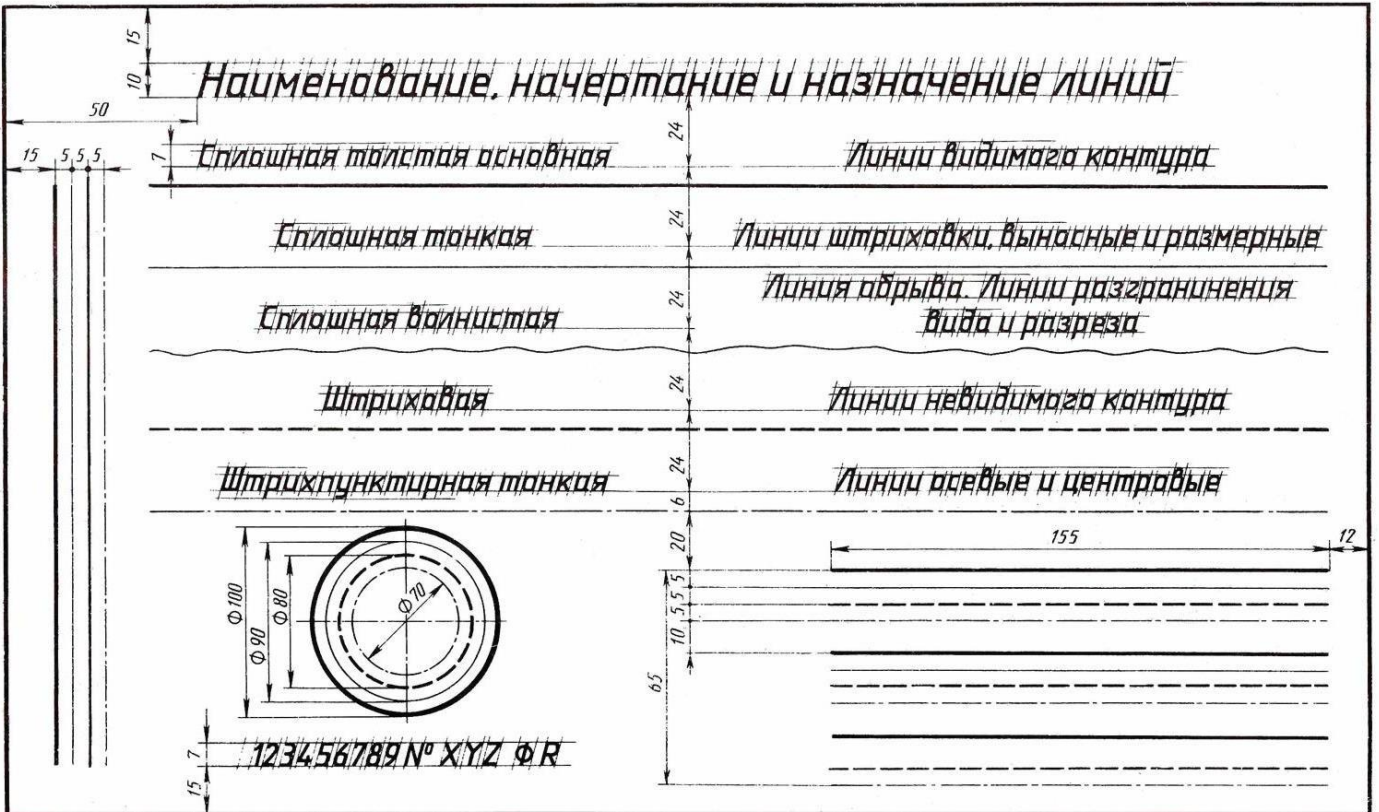 15
10
Наименование, начертание и назначение линий
50
24
15 5 5 5
7
Сплошная толстая основная
Линии видимого контура
24
Сплошная тонкая
Линии штриховки, выносные и размерные
24
Линия обрыва. Линии разграничения
Сплошная волнистая
вида и разреза
24
Штриховая
Линии невидимого контура
24
Штрихпунктирная тонкая
Линии осевые и центровые
6
20
155
12
Ф100
Ф90
Ф80
Ф70
5
5
5
10
65
7
123456789 № XYZ Ф R
15